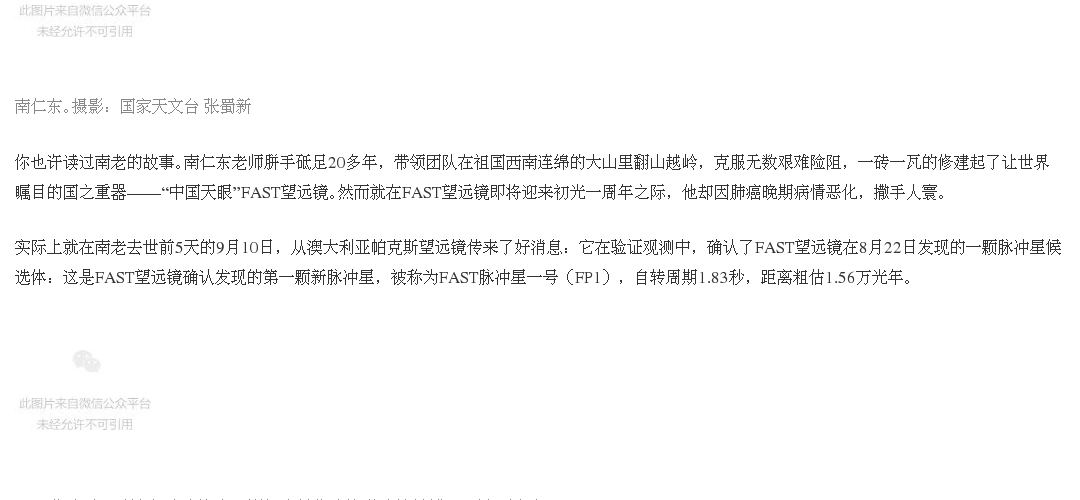 此图片来自微信公众平台
未经允许不可引用
南仁东。摄影：国家天文台 张蜀新
你也许读过南老的故事。南仁东老师胼手砥足20多年，带领团队在祖国西南连绵的大山里翻山越岭，克服无数艰难险阻，一砖一瓦的修建起了让世界
瞩目的国之重器——“中国天眼”FAST望远镜。然而就在FAST望远镜即将迎来初光一周年之际，他却因肺癌晚期病情恶化，撒手人寰。
实际上就在南老去世前5天的9月10日，从澳大利亚帕克斯望远镜传来了好消息：它在验证观测中，确认了FAST望远镜在8月22日发现的一颗脉冲星候
选体：这是FAST望远镜确认发现的第一颗新脉冲星，被称为FAST脉冲星一号（FP1），自转周期1.83秒，距离粗估1.56万光年。
此图片来自微信公众平台
未经允许不可引用